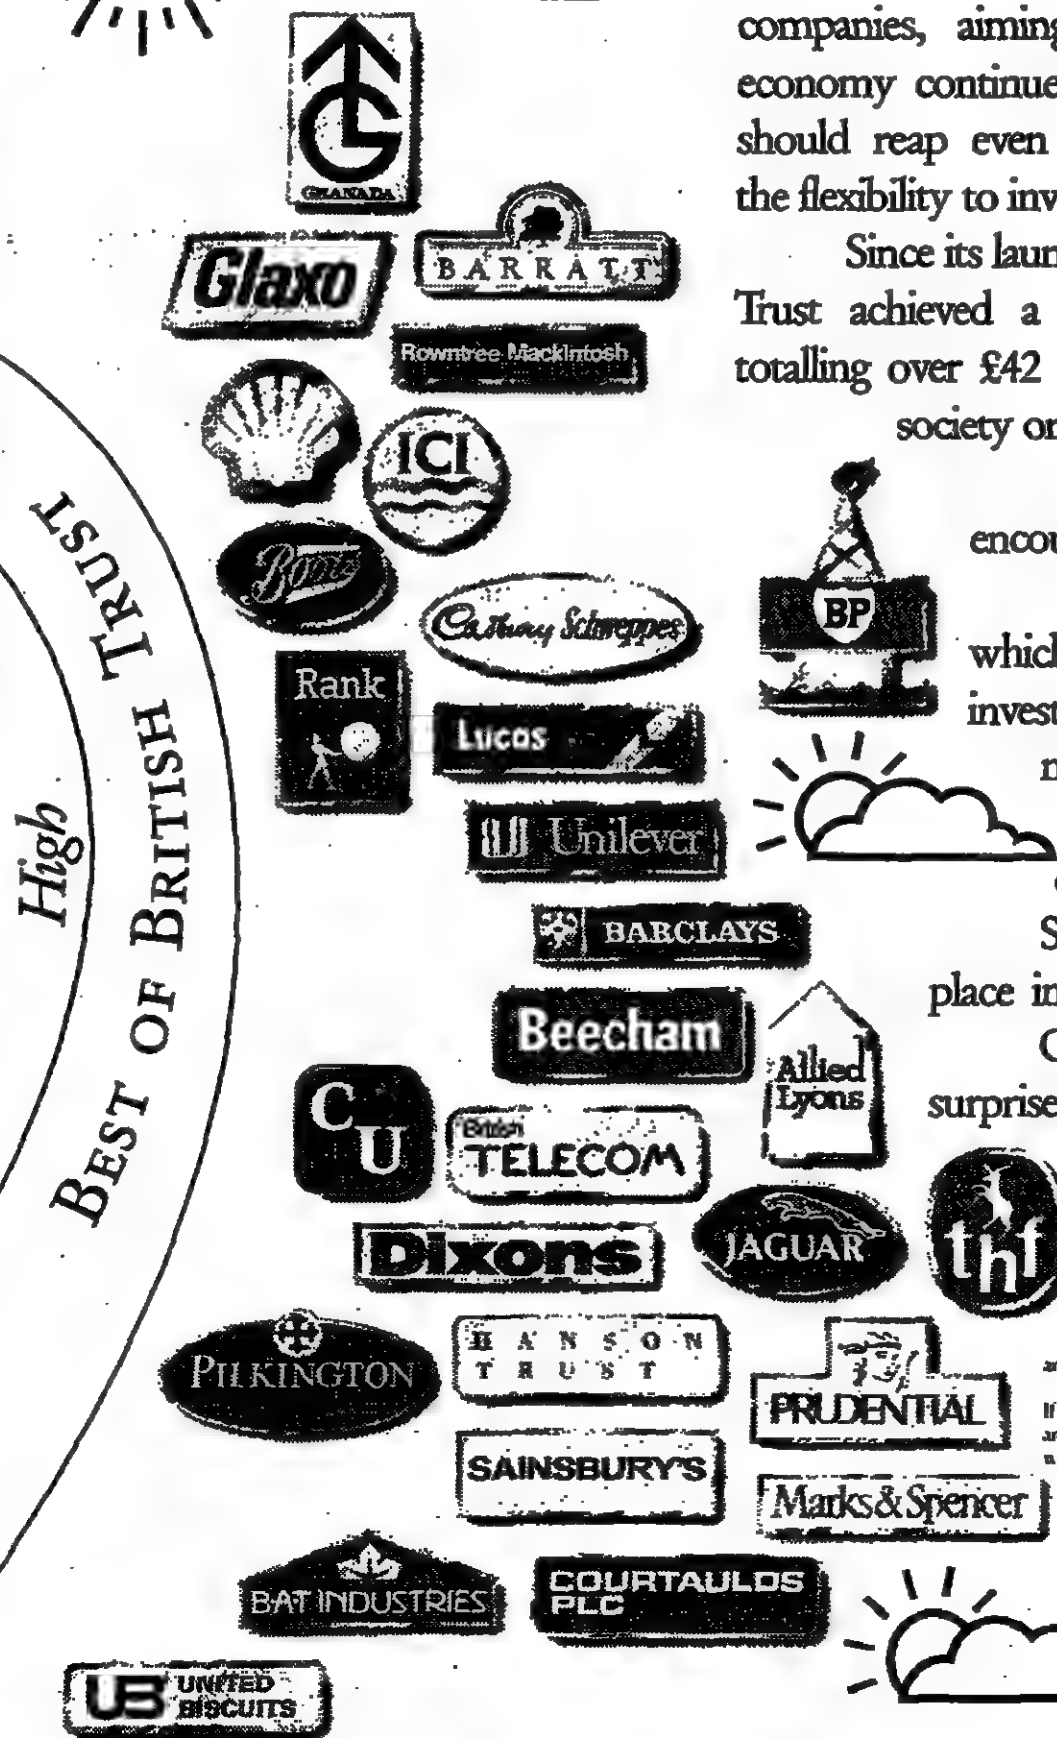 GRANADA
Glaxo
BARRATT
Rowntree Mackintosh
ICI
Boots
Cadbury Schweppes
BP
Rank
Lucas
Unilever
BARCLAYS
Beecham
Allied
Lyons
CU
British
TELECOM
JAGUAR
thf
Dixons
PILKINGTON
HANSON
TRUST
PRUDENTIAL
SAINSBURY'S
Marks&Spencer
BAT INDUSTRIES
COURTAULDS
PLC
UB UNITED
BISCUITS
High
BEST OF BRITISH TRUST
companies, aiming
economy continue
should reap even
the flexibility to inv
Since its laun
Trust achieved a
totalling over £42
society or
encou
which
invest
place in
surprise